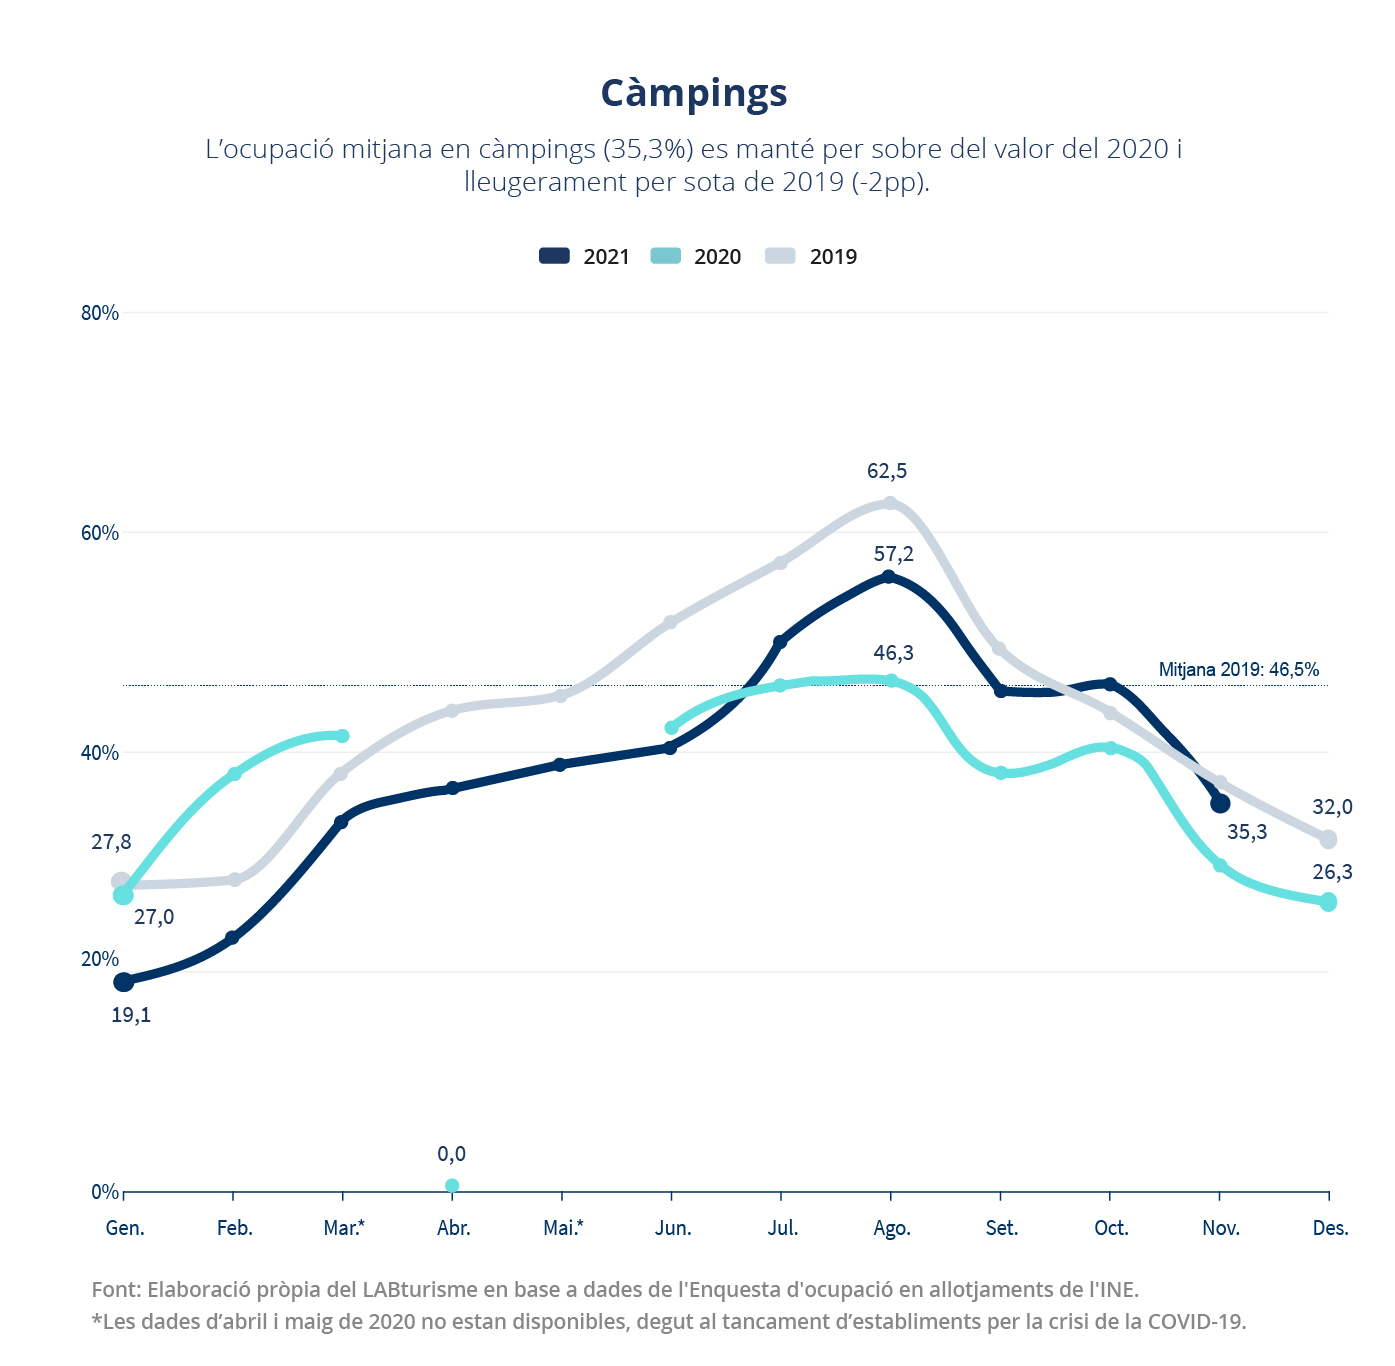 Càmpings
L’ocupació mitjana en càmpings (35,3%) es manté per sobre del valor del 2020 i
lleugerament per sota de 2019 (-2pp).
2021 2020 2019
80%
62,5
60%
57,2
46,3
Mitjana 2019: 46,5%
40%
32,0
35,3
27,8
26,3
27,0
20%
19,1
0,0
0%
Gen. Feb. Mar.* Abr. Mai.* Jun. Jul. Ago. Set. Oct. Nov. Des.
Font: Elaboració pròpia del LABturisme en base a dades de l'Enquesta d'ocupació en allotjaments de l'INE.
*Les dades d’abril i maig de 2020 no estan disponibles, degut al tancament d’establiments per la crisi de la COVID-19.